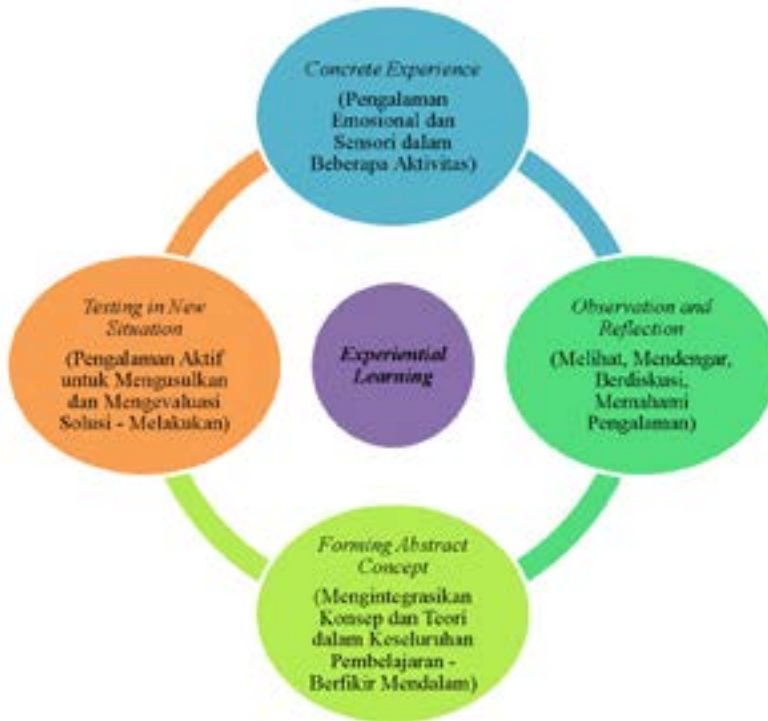 Concrete Experience
(Pengalaman
Emosional dan
Sensori dalam
Beberapa Aktivitas)
Testing in New
Situation
(Pengalaman Aktif
untuk Mengusulkan
dan Mengevaluasi
Solusi - Melakukan)
Experiential
Learning
Observation and
Reflection
(Melihat, Mendengar,
Berdiskusi,
Memahami
Pengalaman)
Forming Abstract
Concept
(Mengintegrasikan
Konsep dan Teori
dalam Keseluruhan
Pembelajaran -
Berfikir Mendalam)